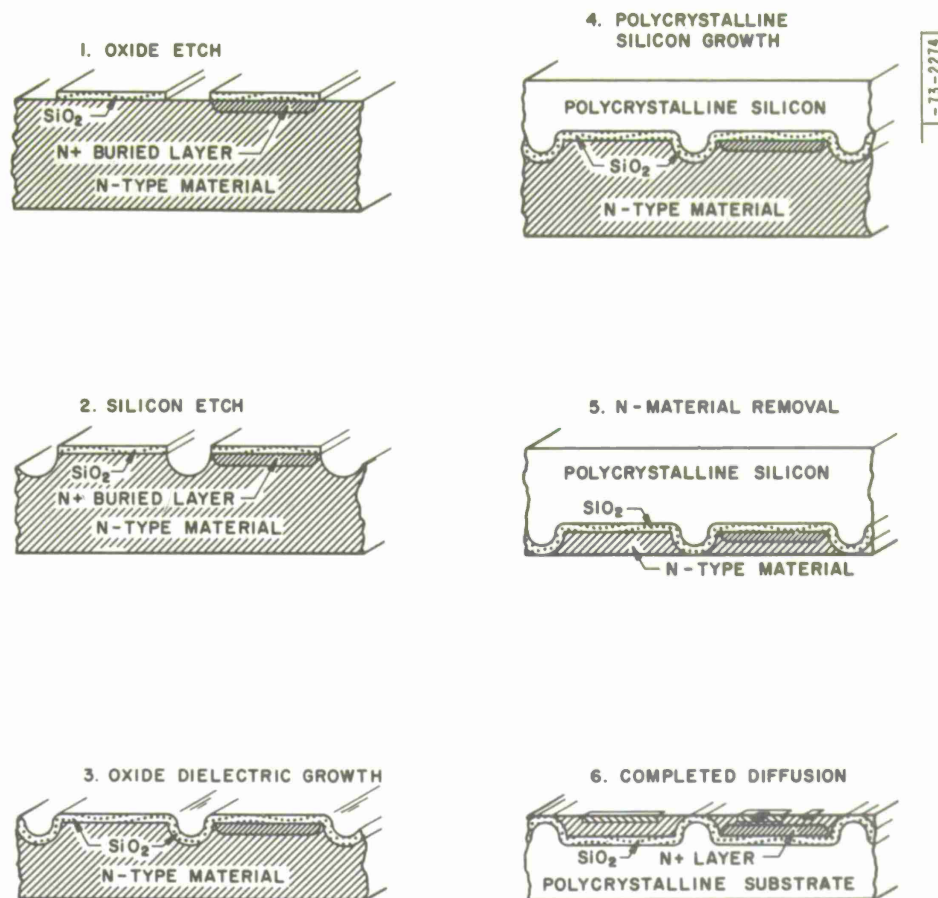 1. OXIDE ETCH
SiO2
N+ BURIED LAYER
N-TYPE MATERIAL
2. SILICON ETCH
SiO2
N+ BURIED LAYER
N-TYPE MATERIAL
3. OXIDE DIELECTRIC GROWTH
SiO2
N-TYPE MATERIAL
4. POLYCRYSTALLINE
SILICON GROWTH
POLYCRYSTALLINE SILICON
SiO2
N-TYPE MATERIAL
5. N-MATERIAL REMOVAL
POLYCRYSTALLINE SILICON
SiO2
N-TYPE MATERIAL
6. COMPLETED DIFFUSION
SiO2 N+ LAYER
POLYCRYSTALLINE SUBSTRATE
-73-2274